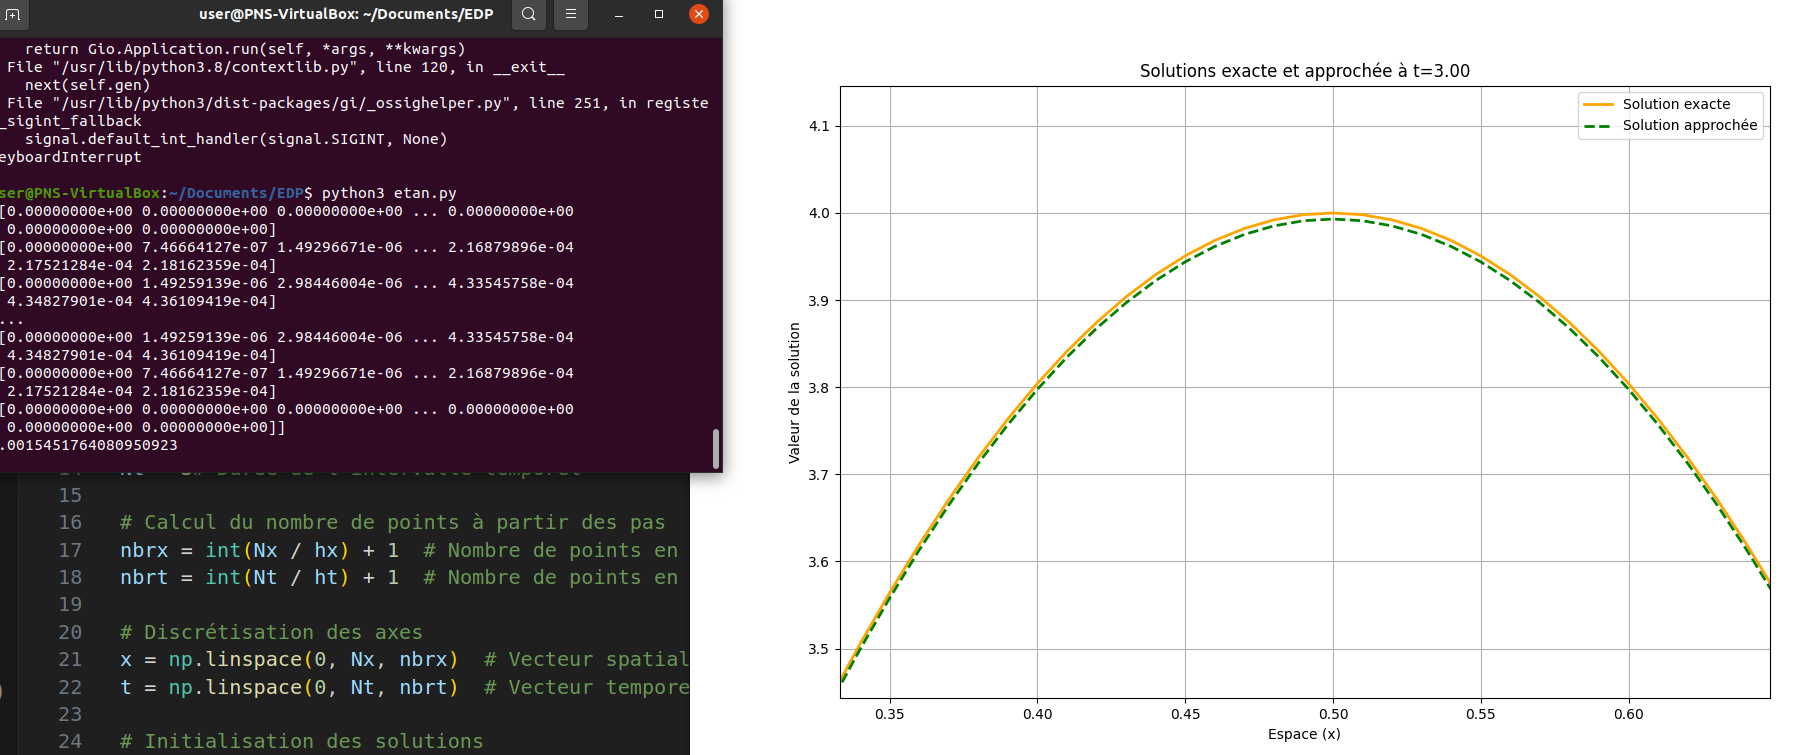 user@PNS-VirtualBox: ~/Documents/EDP
return Gio.Application.run(self, *args, **kwargs)
File "/usr/lib/python3.8/contextlib.py", line 120, in __exit__
next(self.gen)
File "/usr/lib/python3/dist-packages/gi/_ossighelper.py", line 251, in registe
_sigint_fallback
signal.default_int_handler(signal.SIGINT, None)
eyboardInterrupt
ser@PNS-VirtualBox:~/Documents/EDP$ python3 etan.py
[0.00000000e+00 0.00000000e+00 0.00000000e+00 ... 0.00000000e+00
0.00000000e+00 0.00000000e+00]
[0.00000000e+00 7.46664127e-07 1.49296671e-06 ... 2.16879896e-04
2.17521284e-04 2.18162359e-04]
[0.00000000e+00 1.49259139e-06 2.98446004e-06 ... 4.33545758e-04
4.34827901e-04 4.36109419e-04]
...
[0.00000000e+00 1.49259139e-06 2.98446004e-06 ... 4.33545758e-04
4.34827901e-04 4.36109419e-04]
[0.00000000e+00 7.46664127e-07 1.49296671e-06 ... 2.16879896e-04
2.17521284e-04 2.18162359e-04]
[0.00000000e+00 0.00000000e+00 0.00000000e+00 ... 0.00000000e+00
0.00000000e+00 0.00000000e+00]]
.0015451764080950923
15
16 # Calcul du nombre de points à partir des pas
17 nbrx = int(Nx / hx) + 1 # Nombre de points en
18 nbrt = int(Nt / ht) + 1 # Nombre de points en
19
20 # Discrétisation des axes
21 x = np.linspace(0, Nx, nbrx) # Vecteur spatial
22 t = np.linspace(0, Nt, nbrt) # Vecteur tempore
23
24 # Initialisation des solutions
Solutions exacte et approchée à t=3.00
Solution exacte
Solution approchée
4.1
4.0
3.9
3.8
3.7
3.6
3.5
Valeur de la solution
0.35 0.40 0.45 0.50 0.55 0.60
Espace (x)